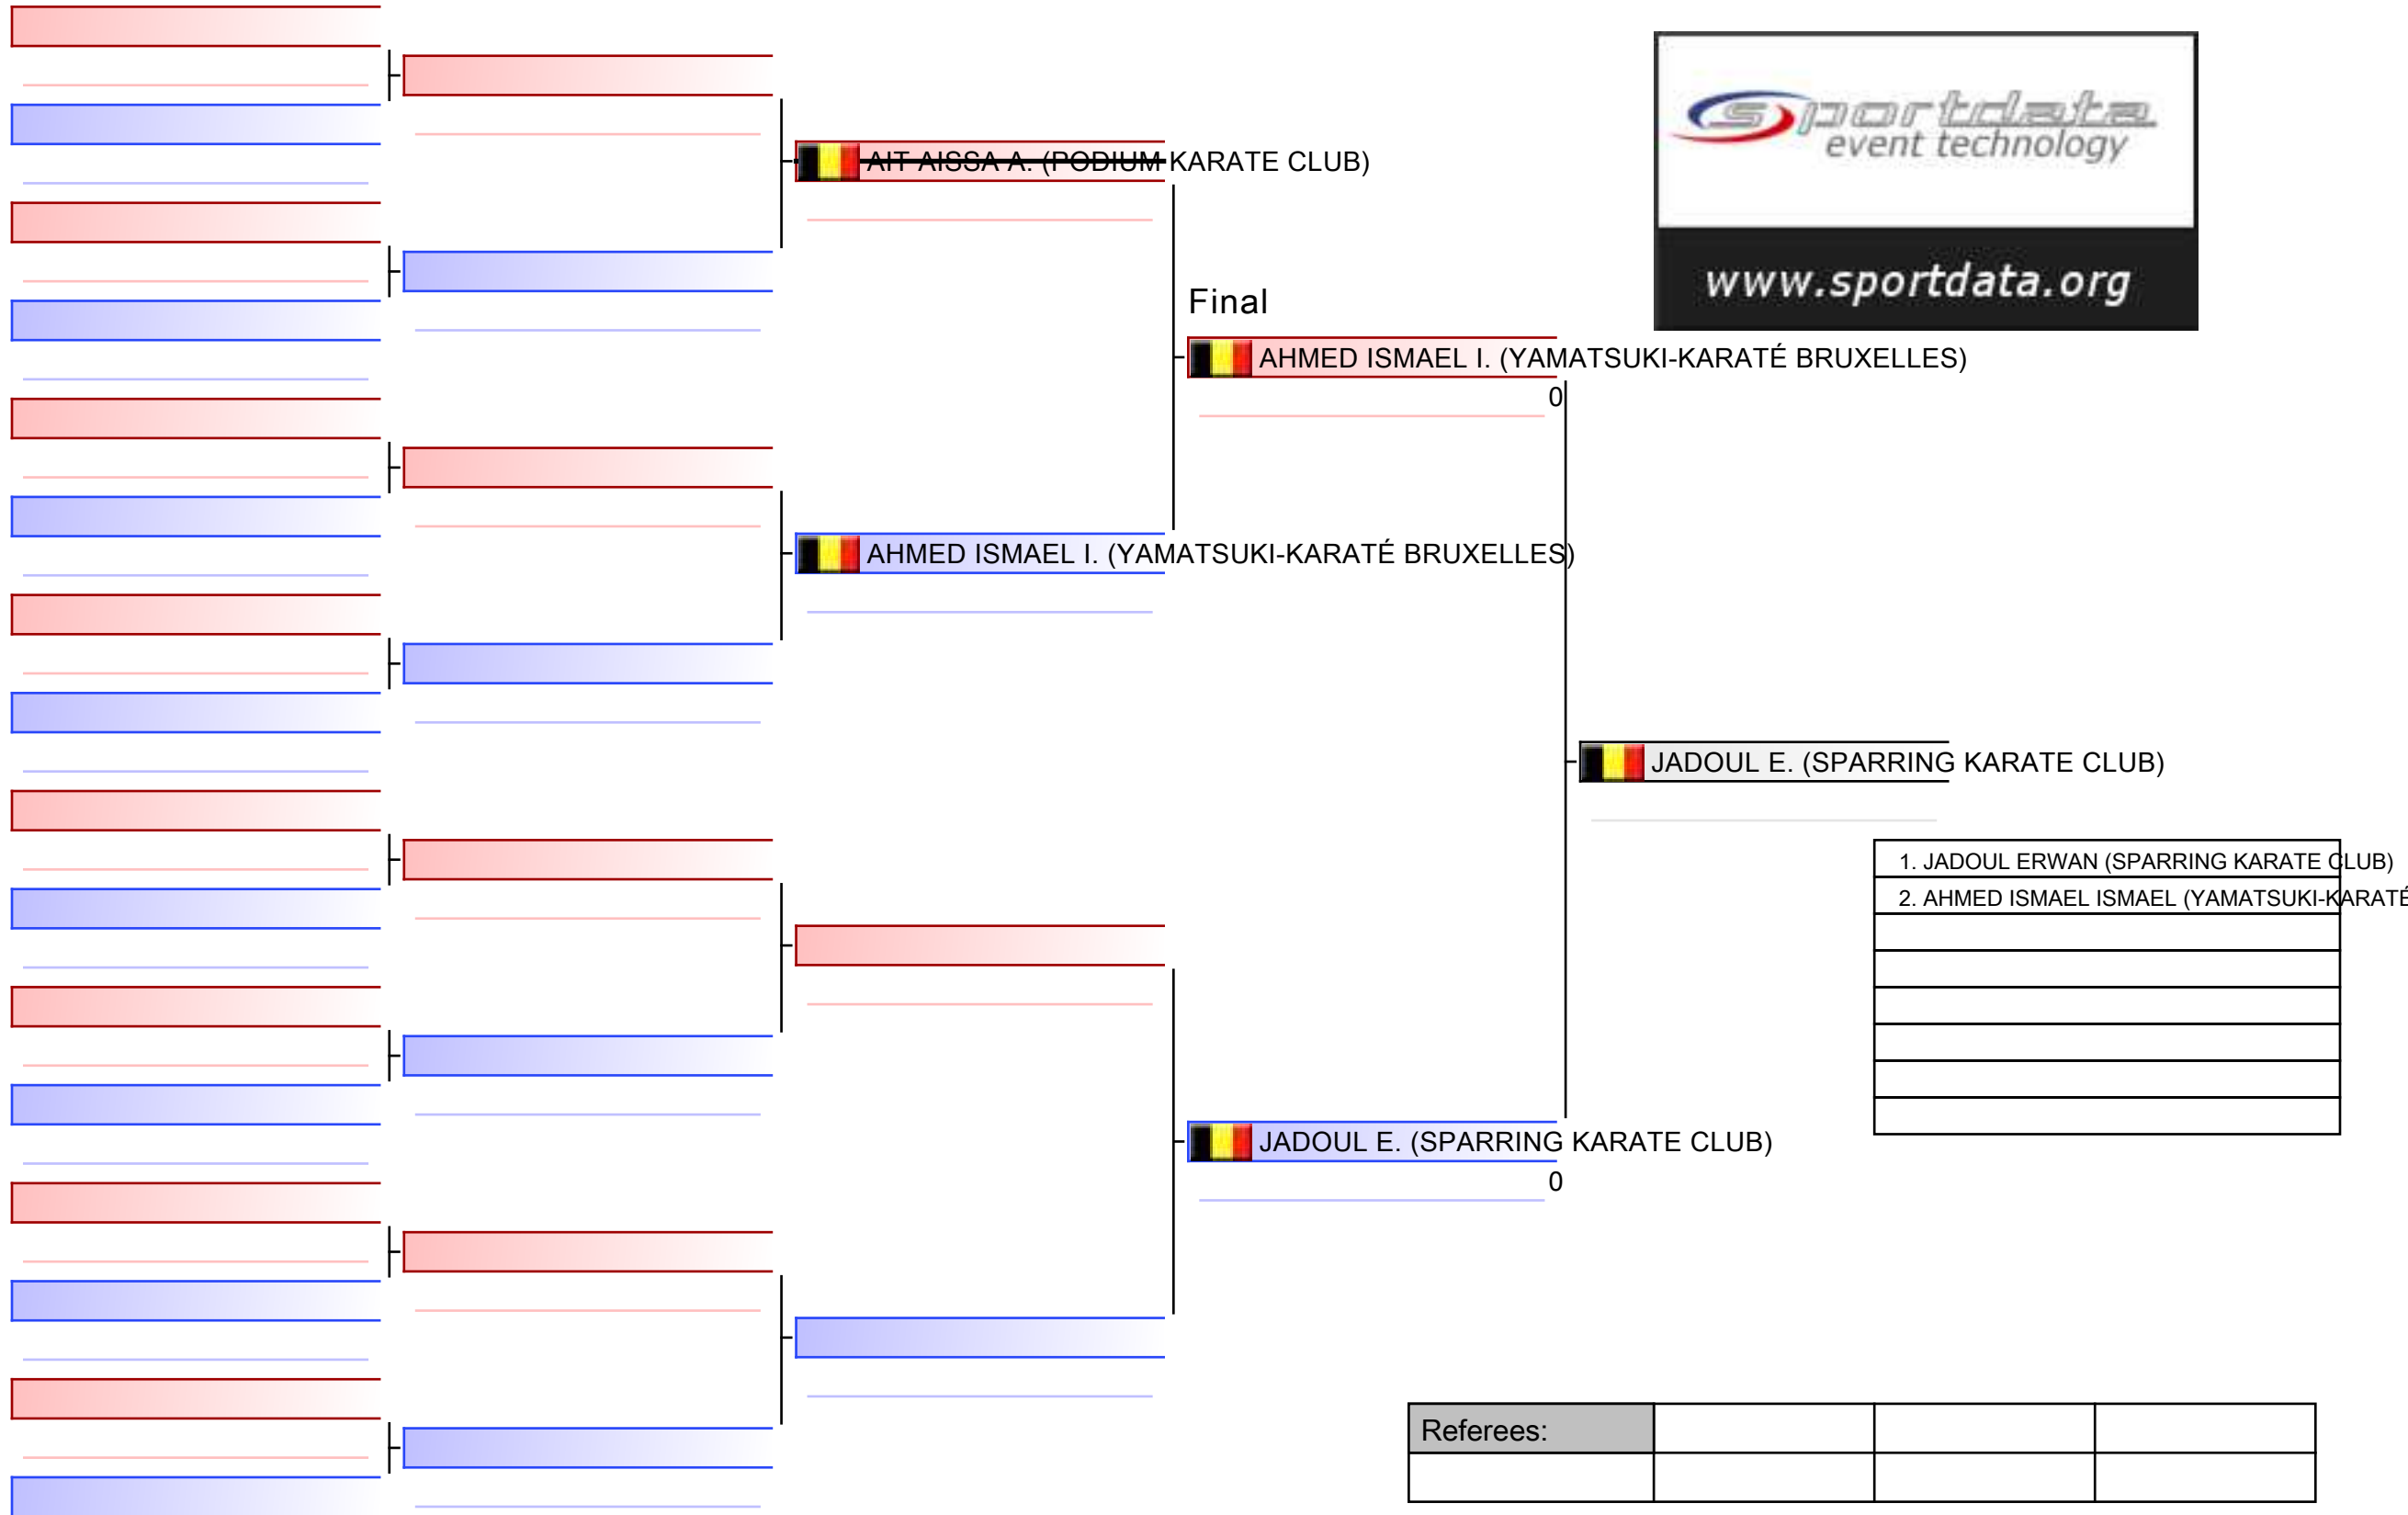 sportdata
event technology
www.sportdata.org
AIT AISSA A. (PODIUM KARATE CLUB)
Final
AHMED ISMAEL I. (YAMATSUKI-KARATÉ BRUXELLES)
0
AHMED ISMAEL I. (YAMATSUKI-KARATÉ BRUXELLES)
JADOUL E. (SPARRING KARATE CLUB)
1. JADOUL ERWAN (SPARRING KARATE CLUB)
2. AHMED ISMAEL ISMAEL (YAMATSUKI-KARATÉ
JADOUL E. (SPARRING KARATE CLUB)
0
Referees: